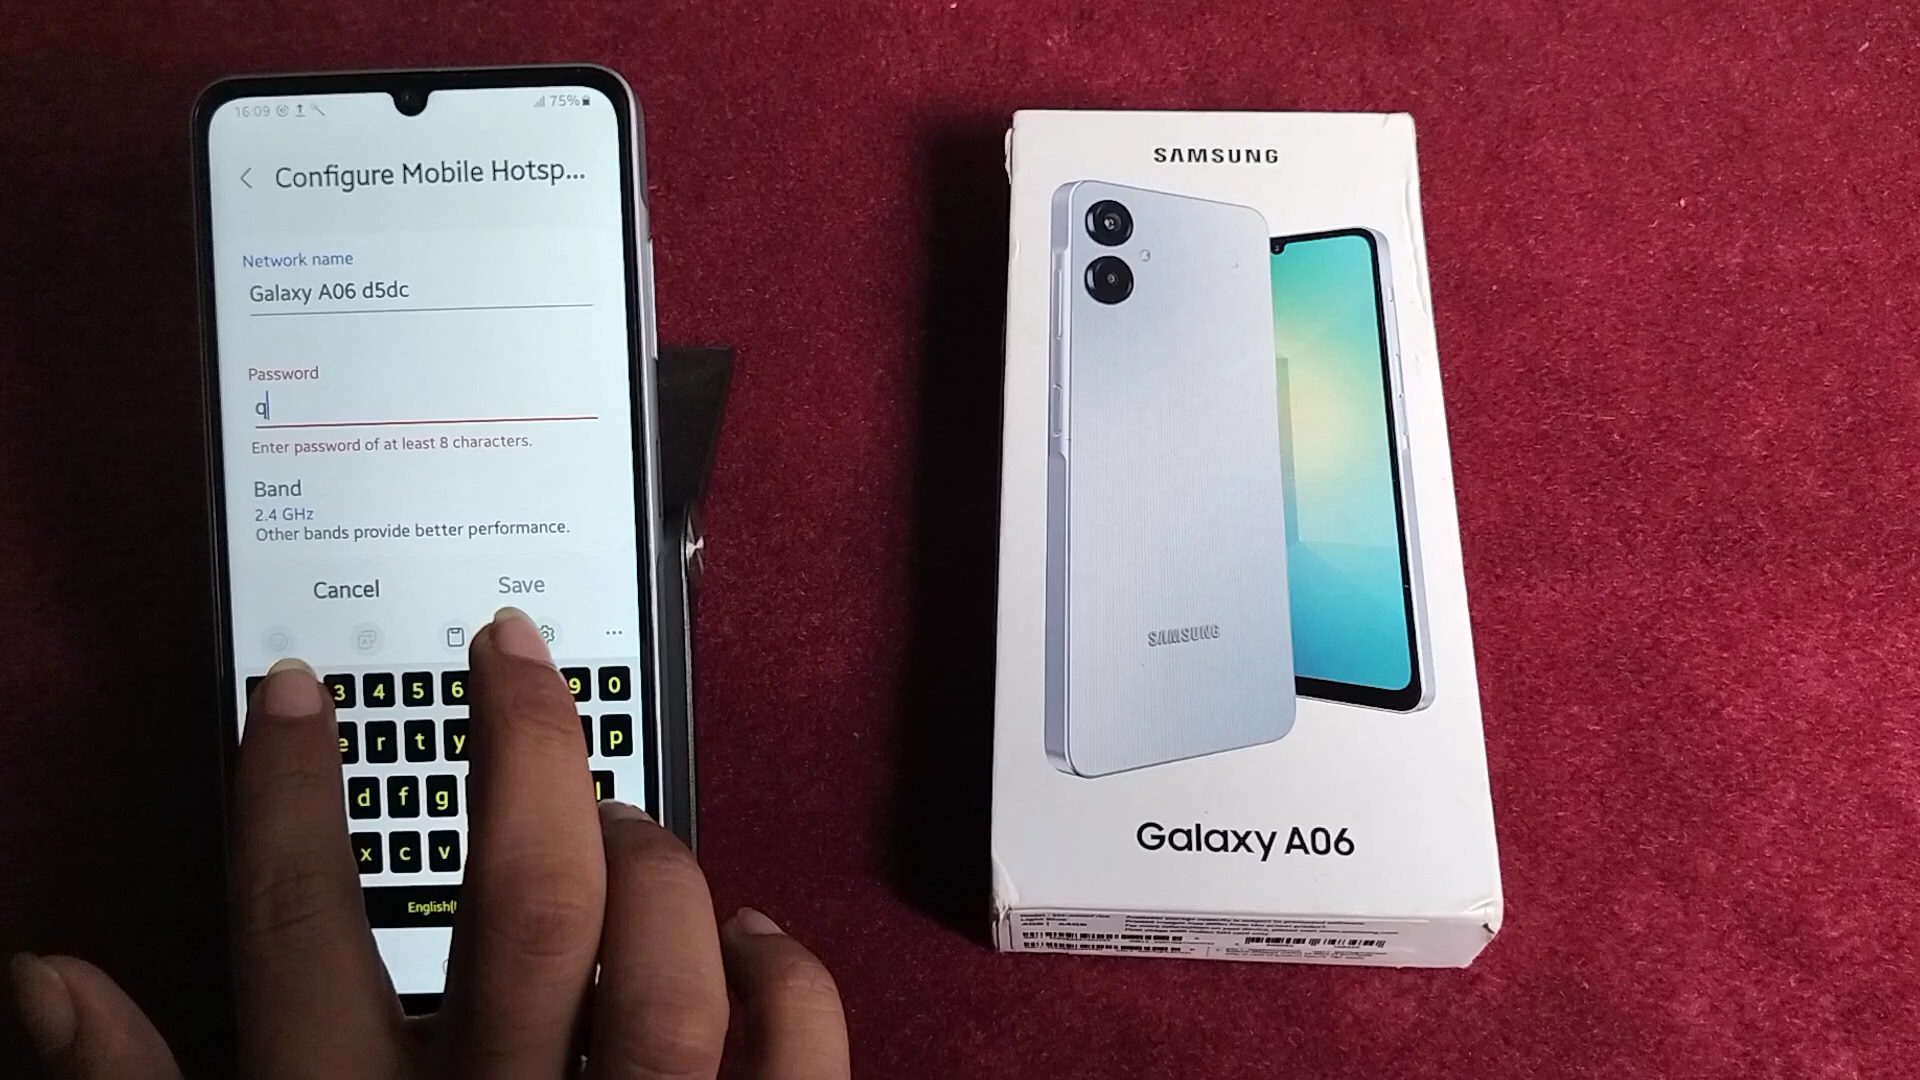 16:09
75%
Configure Mobile Hotsp...
Network name
Galaxy A06 d5dc
Password
q
Enter password of at least 8 characters.
Band
2.4 GHz
Other bands provide better performance.
Cancel
Save
3 4 5 6 9 0
e r t y p
d f g l
x c v
English(
SAMSUNG
SAMSUNG
Galaxy A06